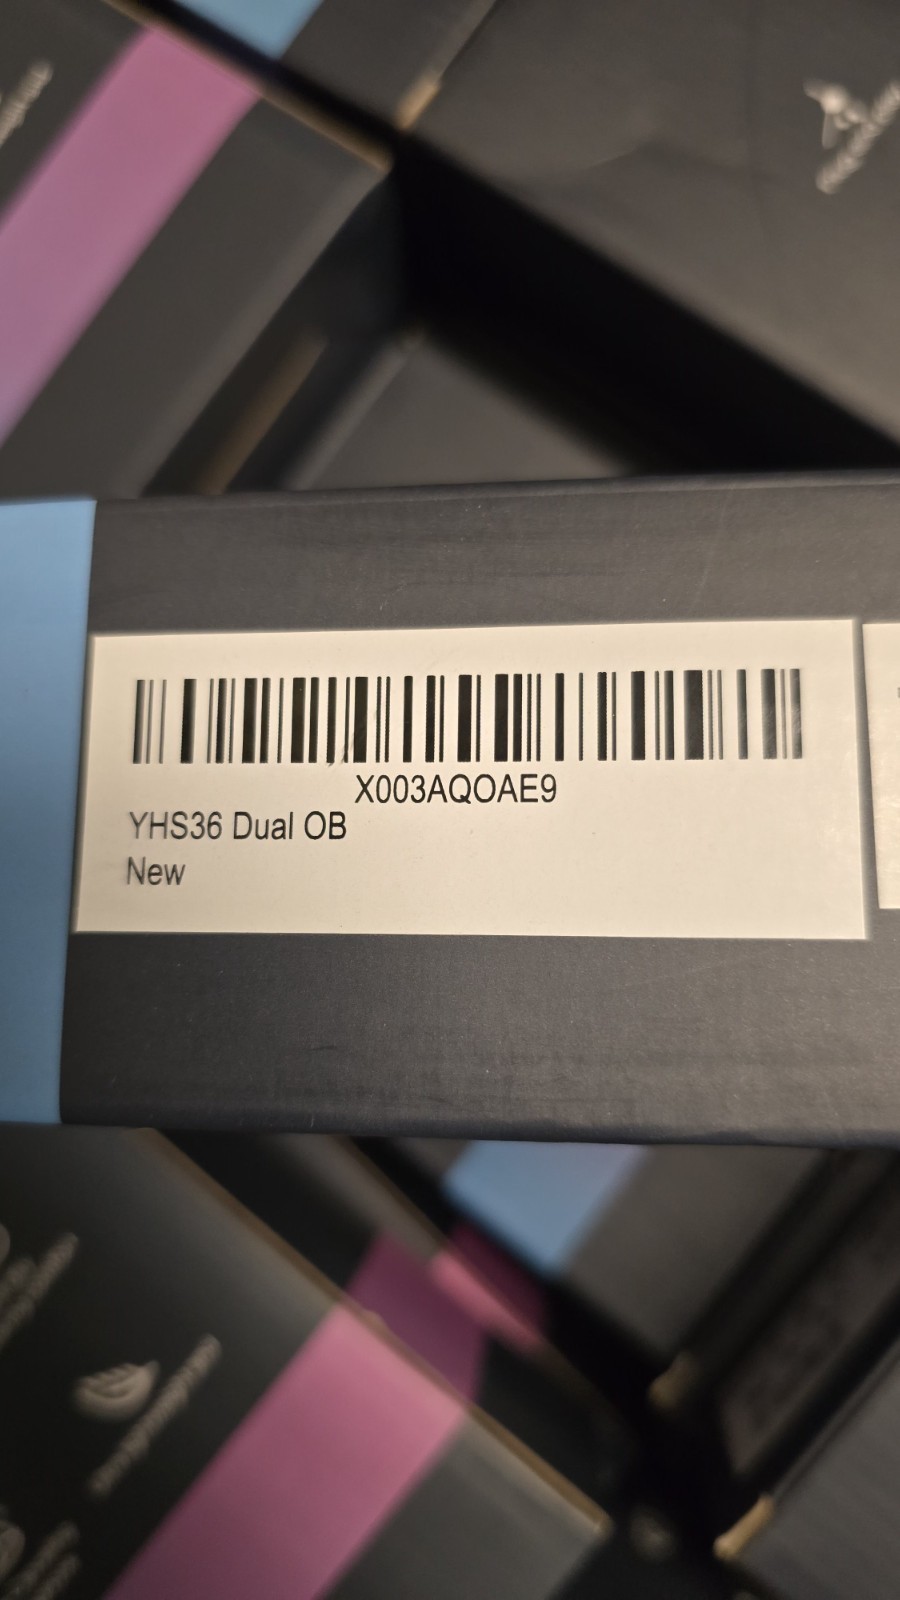 X003AQOAE9
YHS36 Dual OB
New